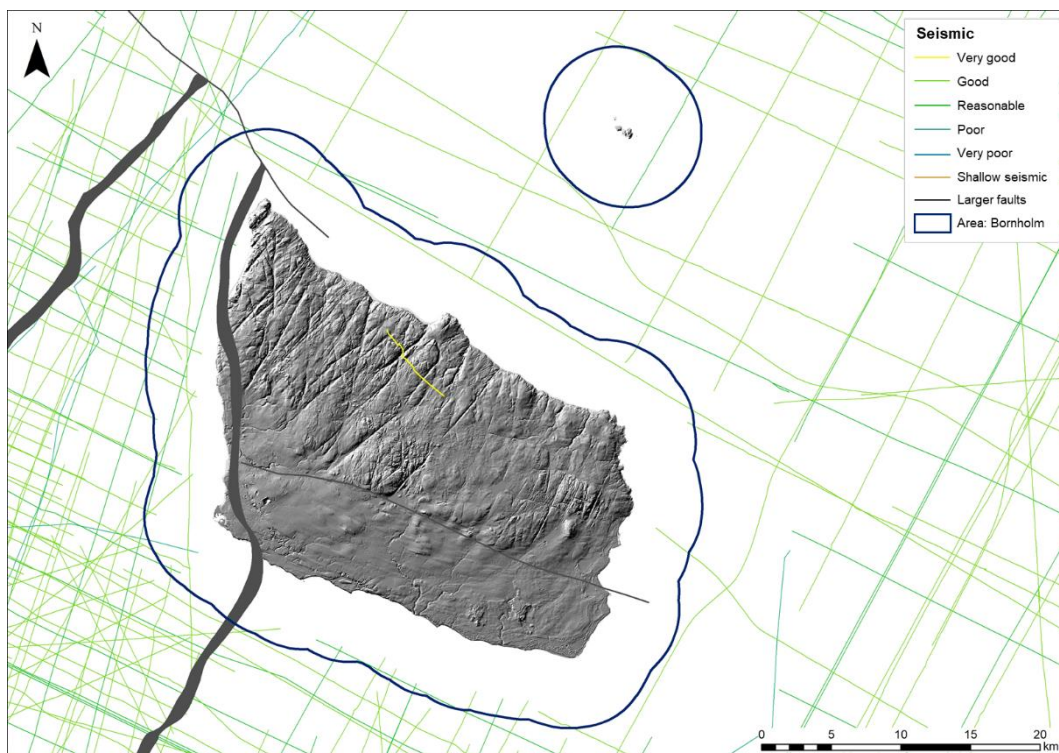 N
Seismic
Very good
Good
Reasonable
Poor
Very poor
Shallow seismic
Larger faults
Area: Bornholm
0 5 10 15 20
km